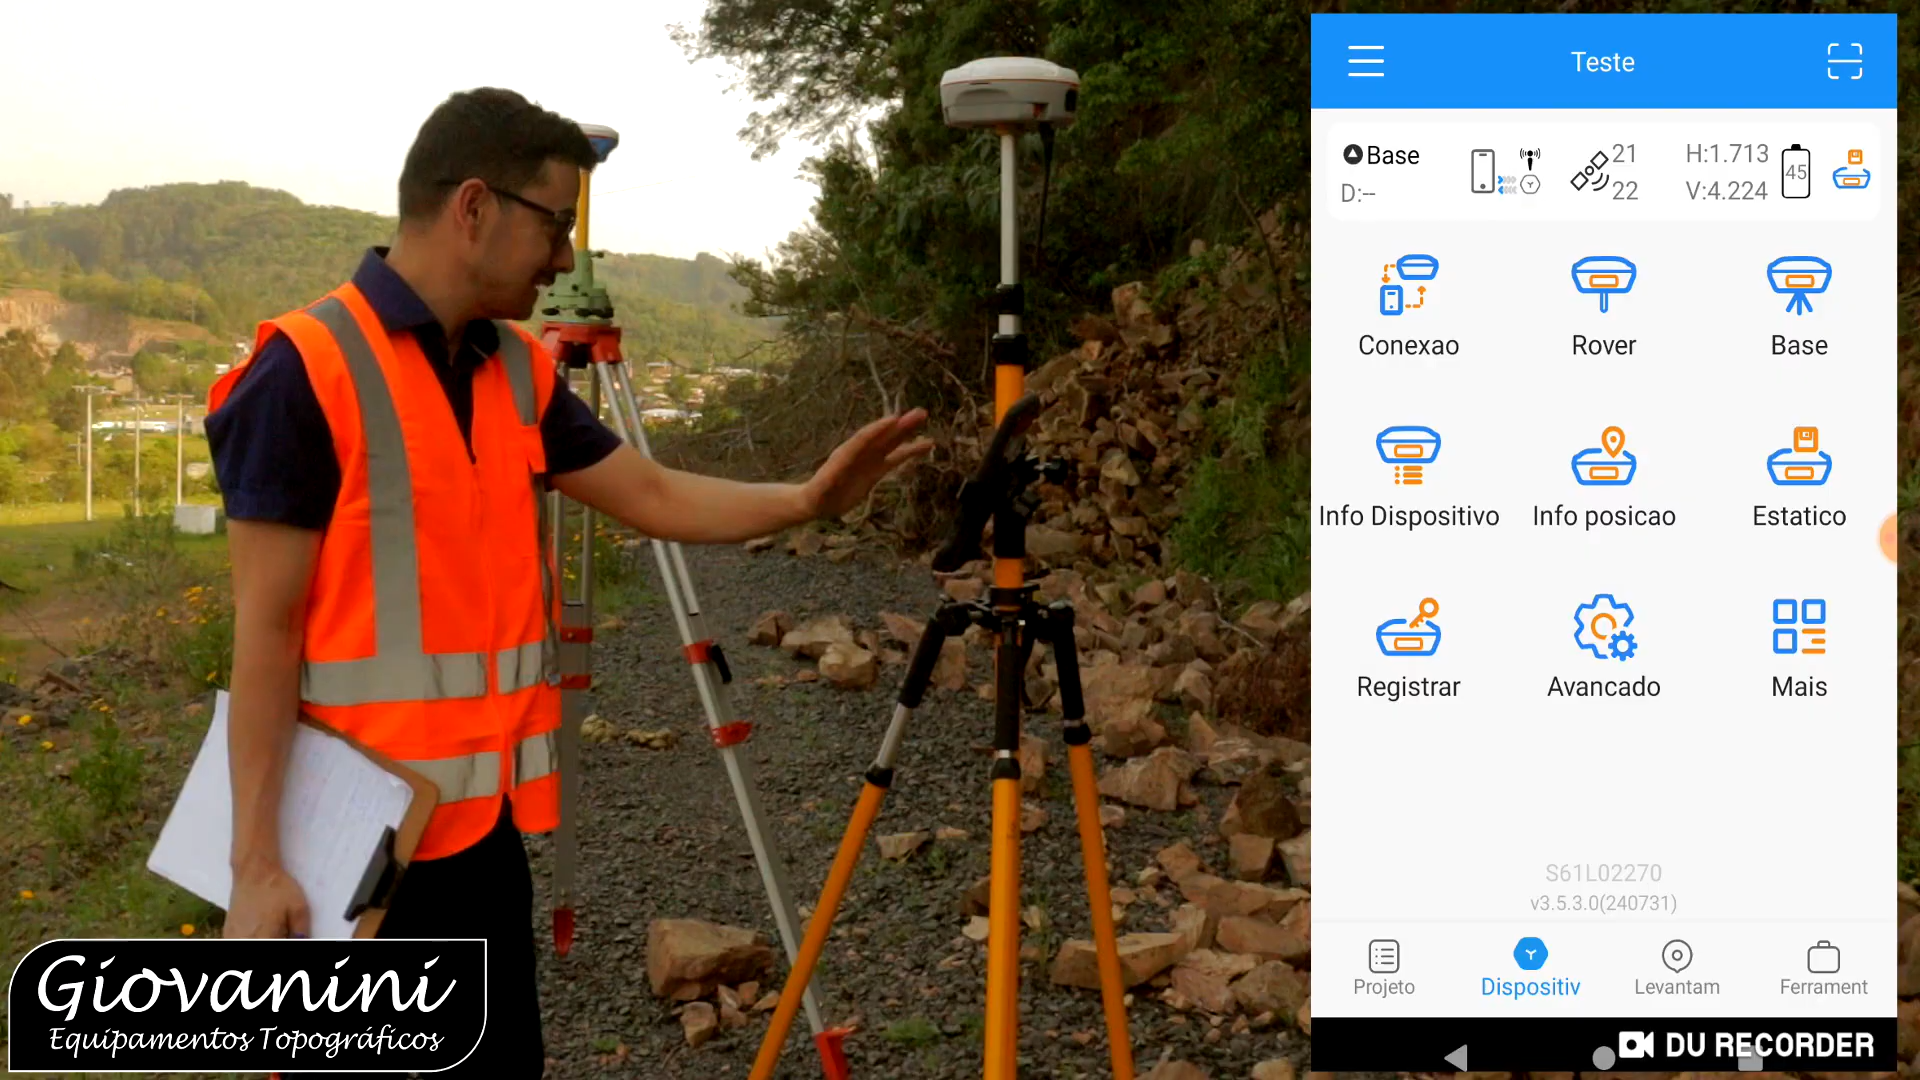 Teste
Base
D:--
21
22
H:1.713
V:4.224
45
Conexao
Rover
Base
Info Dispositivo
Info posicao
Estatico
Registrar
Avancado
Mais
S61L02270
v3.5.3.0(240731)
Projeto
Dispositiv
Levantam
Ferrament
DU RECORDER
Giovanini
Equipamentos Topográficos